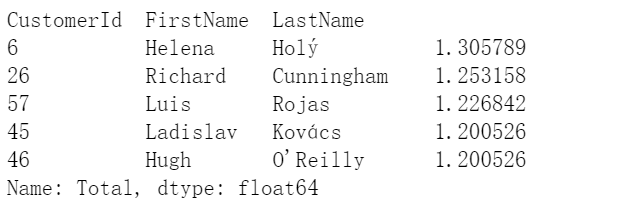 CustomerId  FirstName  LastName
6           Helena     Holý          1.305789
26          Richard    Cunningham    1.253158
57          Luis       Rojas         1.226842
45          Ladislav   Kovács        1.200526
46          Hugh       O'Reilly      1.200526
Name: Total, dtype: float64